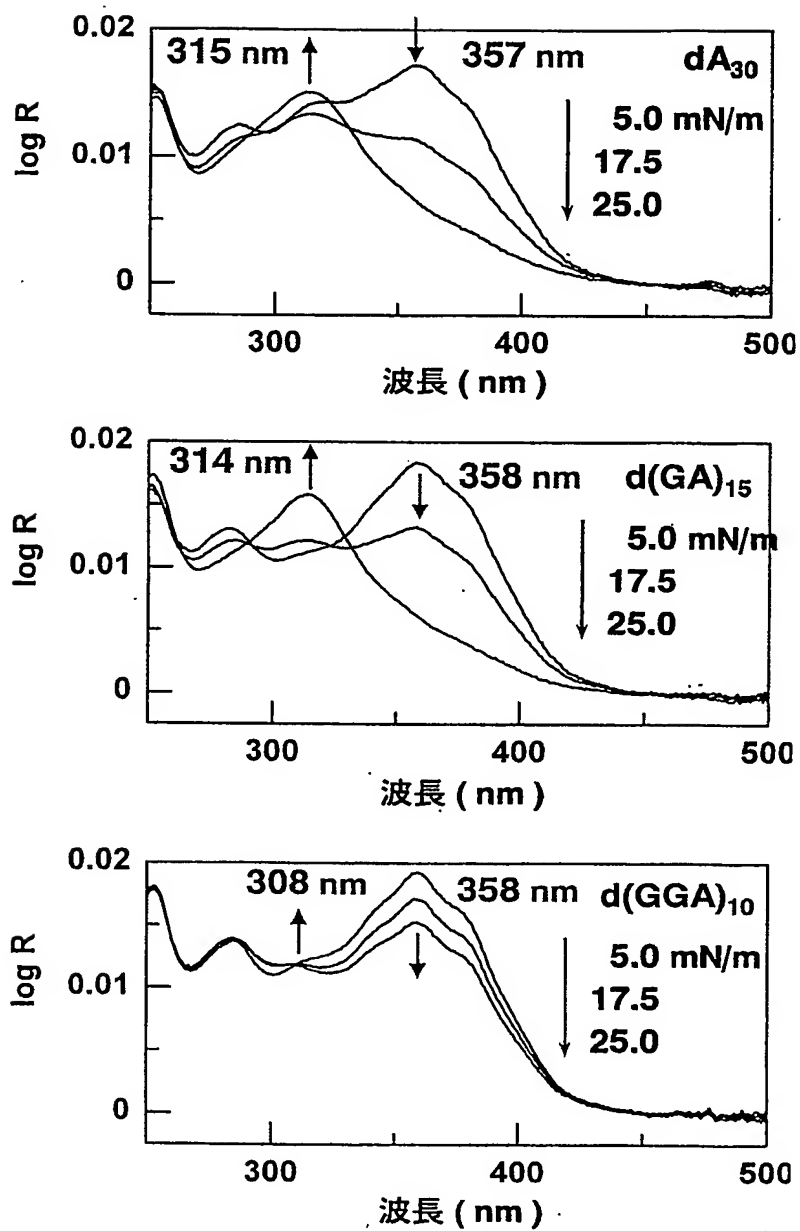 0.02
315 nm
357 nm
dA₃₀
5.0 mN/m
17.5
25.0
log R
0.01
0
300
400
500
波長 ( nm )
0.02
314 nm
358 nm
d(GA)₁₅
5.0 mN/m
17.5
25.0
log R
0.01
0
300
400
500
波長 ( nm )
0.02
308 nm
358 nm
d(GGA)₁₀
5.0 mN/m
17.5
25.0
log R
0.01
0
300
400
500
波長 ( nm )